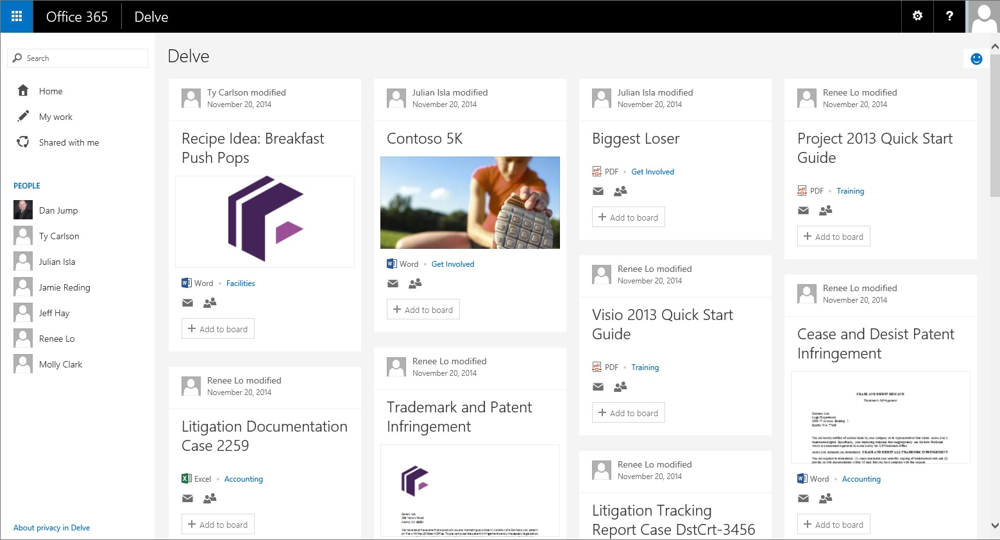 Office 365
Delve
?
Search
Home
My work
Shared with me
PEOPLE
Dan Jump
Ty Carlson
Julian Isla
Jamie Reding
Jeff Hay
Renee Lo
Molly Clark
About privacy in Delve
Delve
Ty Carlson modified
November 20, 2014
Recipe Idea: Breakfast
Push Pops
Word • Facilities
+ Add to board
Renee Lo modified
November 20, 2014
Litigation Documentation
Case 2259
Excel • Accounting
+ Add to board
Julian Isla modified
November 20, 2014
Contoso 5K
Word • Get Involved
+ Add to board
Renee Lo modified
November 20, 2014
Trademark and Patent
Infringement
Julian Isla modified
November 20, 2014
Biggest Loser
PDF • Get Involved
+ Add to board
Renee Lo modified
November 20, 2014
Visio 2013 Quick Start
Guide
PDF • Training
+ Add to board
Renee Lo modified
November 20, 2014
Litigation Tracking
Report Case DstCrt-3456
Renee Lo modified
November 20, 2014
Project 2013 Quick Start
Guide
PDF • Training
+ Add to board
Renee Lo modified
November 20, 2014
Cease and Desist Patent
Infringement
CEASE AND DESIST DEMAND
Trademark Infringement
Legal Department
Word • Accounting
+ Add to board